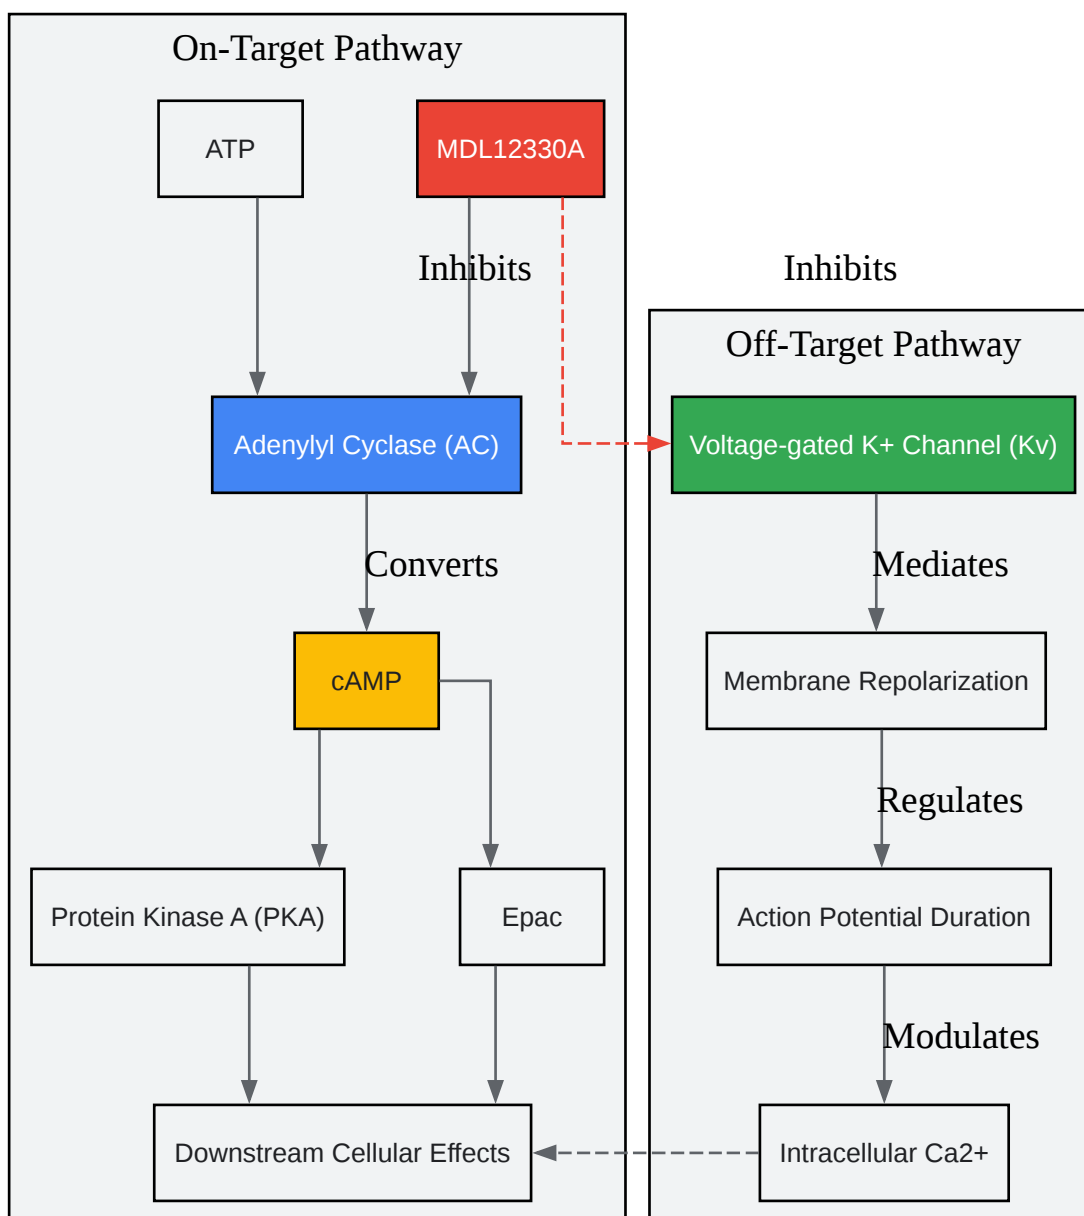 On-Target Pathway
ATP
MDL12330A
Inhibits
Inhibits
Off-Target Pathway
Adenylyl Cyclase (AC)
Voltage-gated K+ Channel (Kv)
Converts
Mediates
cAMP
Membrane Repolarization
Regulates
Protein Kinase A (PKA)
Epac
Action Potential Duration
Modulates
Downstream Cellular Effects
Intracellular Ca2+